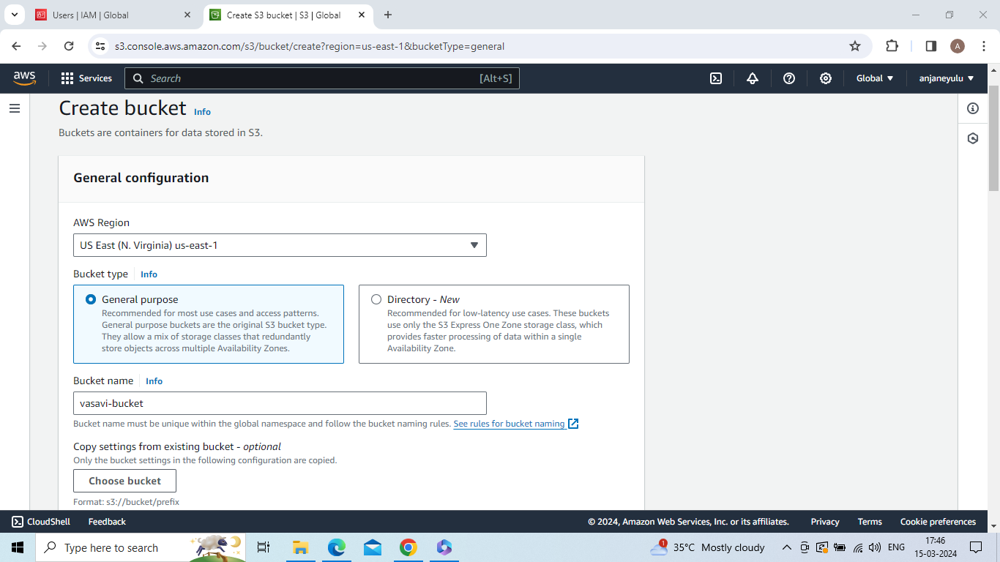 Users | IAM | Global
Create S3 bucket | S3 | Global
s3.console.aws.amazon.com/s3/bucket/create?region=us-east-1&bucketType=general
A
aws
Services
Search
[Alt+S]
Global
anjaneyulu
Create bucket Info
Buckets are containers for data stored in S3.
General configuration
AWS Region
US East (N. Virginia) us-east-1
Bucket type Info
General purpose
Recommended for most use cases and access patterns.
General purpose buckets are the original S3 bucket type.
They allow a mix of storage classes that redundantly
store objects across multiple Availability Zones.
Directory - New
Recommended for low-latency use cases. These buckets
use only the S3 Express One Zone storage class, which
provides faster processing of data within a single
Availability Zone.
Bucket name Info
vasavi-bucket
Bucket name must be unique within the global namespace and follow the bucket naming rules. See rules for bucket naming
Copy settings from existing bucket - optional
Only the bucket settings in the following configuration are copied.
Choose bucket
Format: s3://bucket/prefix
CloudShell
Feedback
© 2024, Amazon Web Services, Inc. or its affiliates.
Privacy
Terms
Cookie preferences
Type here to search
1
35°C Mostly cloudy
ENG
17:46
15-03-2024